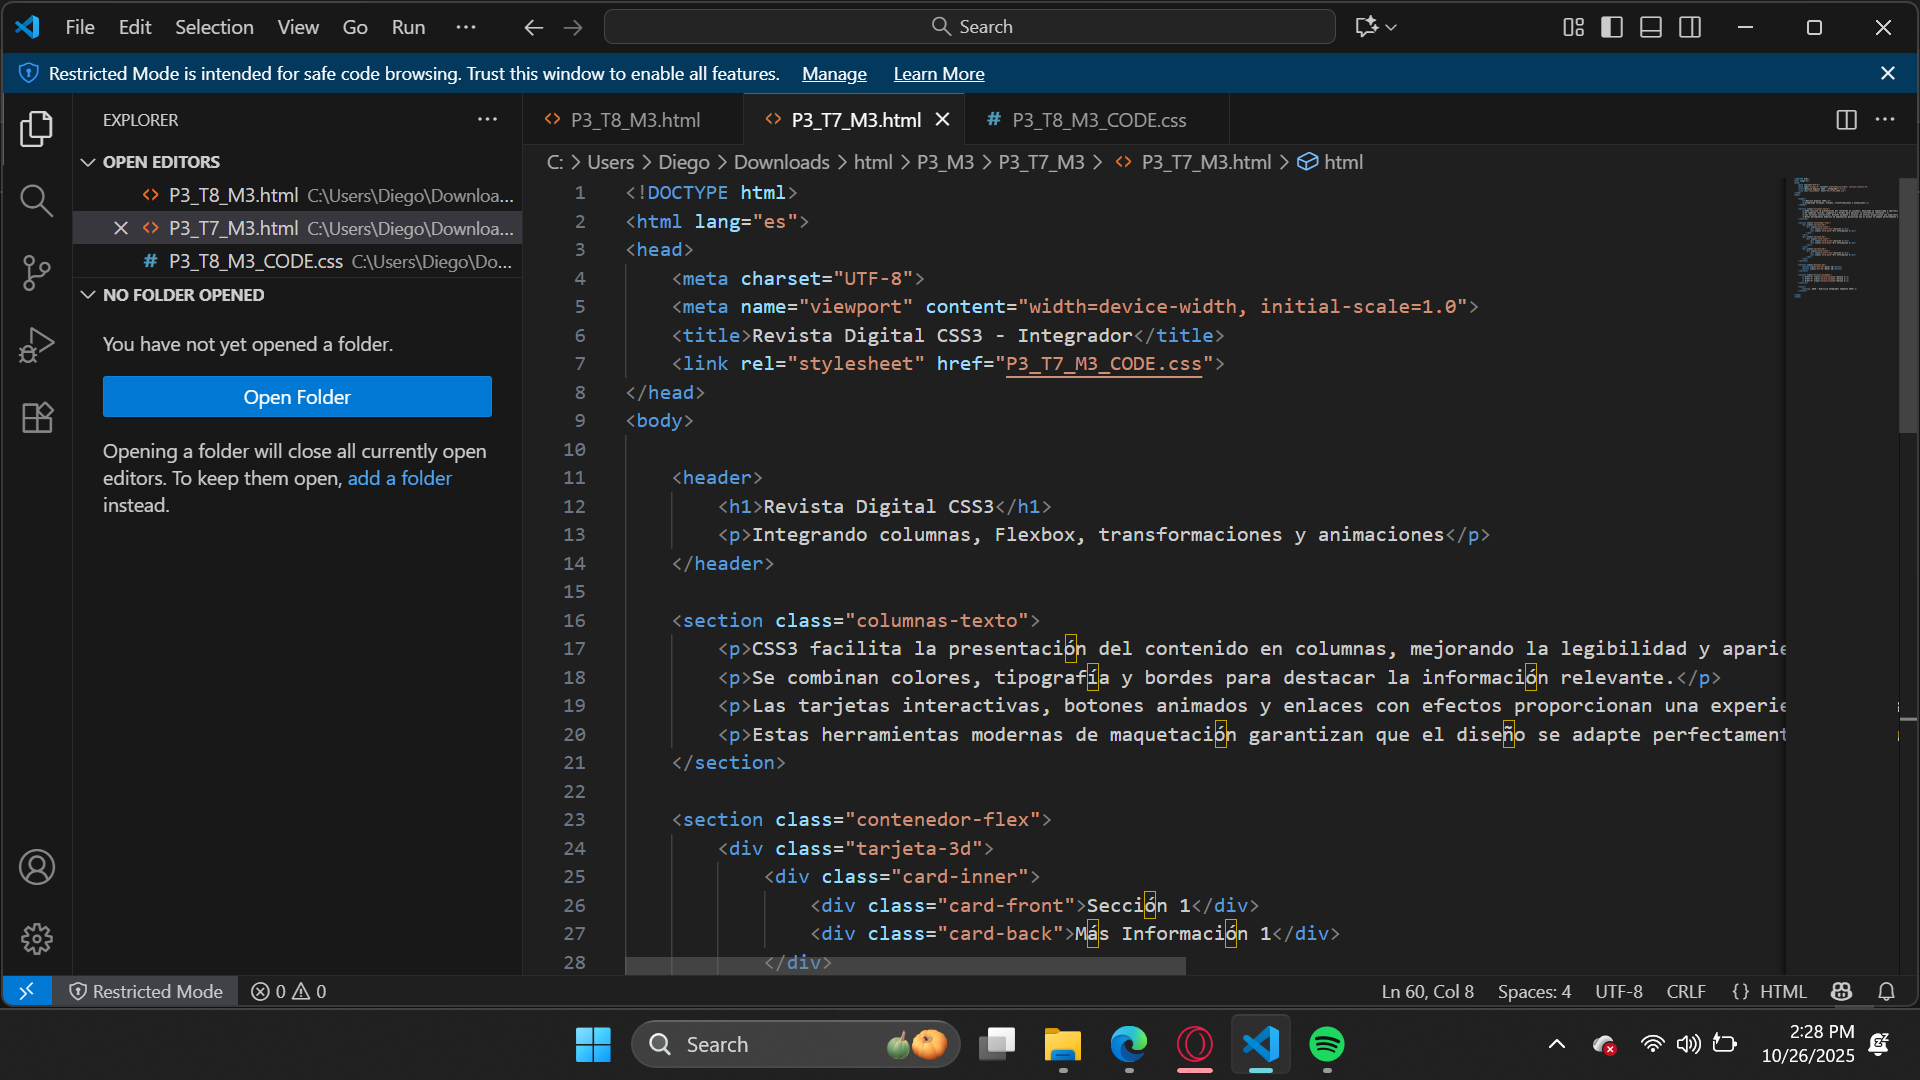 File Edit Selection View Go Run ···
Search
Restricted Mode is intended for safe code browsing. Trust this window to enable all features. Manage Learn More
EXPLORER
OPEN EDITORS
P3_T8_M3.html C:\Users\Diego\Downloa...
P3_T7_M3.html C:\Users\Diego\Downloa...
# P3_T8_M3_CODE.css C:\Users\Diego\Do...
NO FOLDER OPENED
You have not yet opened a folder.
Open Folder
Opening a folder will close all currently open
editors. To keep them open, add a folder
instead.
P3_T8_M3.html P3_T7_M3.html # P3_T8_M3_CODE.css
C: > Users > Diego > Downloads > html > P3_M3 > P3_T7_M3 > <> P3_T7_M3.html > html
1 <!DOCTYPE html>
2 <html lang="es">
3 <head>
4 <meta charset="UTF-8">
5 <meta name="viewport" content="width=device-width, initial-scale=1.0">
6 <title>Revista Digital CSS3 - Integrador</title>
7 <link rel="stylesheet" href="P3_T7_M3_CODE.css">
8 </head>
9 <body>
10
11 <header>
12 <h1>Revista Digital CSS3</h1>
13 <p>Integrando columnas, Flexbox, transformaciones y animaciones</p>
14 </header>
15
16 <section class="columnas-texto">
17 <p>CSS3 facilita la presentación del contenido en columnas, mejorando la legibilidad y aparie
18 <p>Se combinan colores, tipografía y bordes para destacar la información relevante.</p>
19 <p>Las tarjetas interactivas, botones animados y enlaces con efectos proporcionan una experie
20 <p>Estas herramientas modernas de maquetación garantizan que el diseño se adapte perfectament
21 </section>
22
23 <section class="contenedor-flex">
24 <div class="tarjeta-3d">
25 <div class="card-inner">
26 <div class="card-front">Sección 1</div>
27 <div class="card-back">Más Información 1</div>
28 </div>
Restricted Mode 0 0 Ln 60, Col 8 Spaces: 4 UTF-8 CRLF {} HTML
Search
2:28 PM
10/26/2025